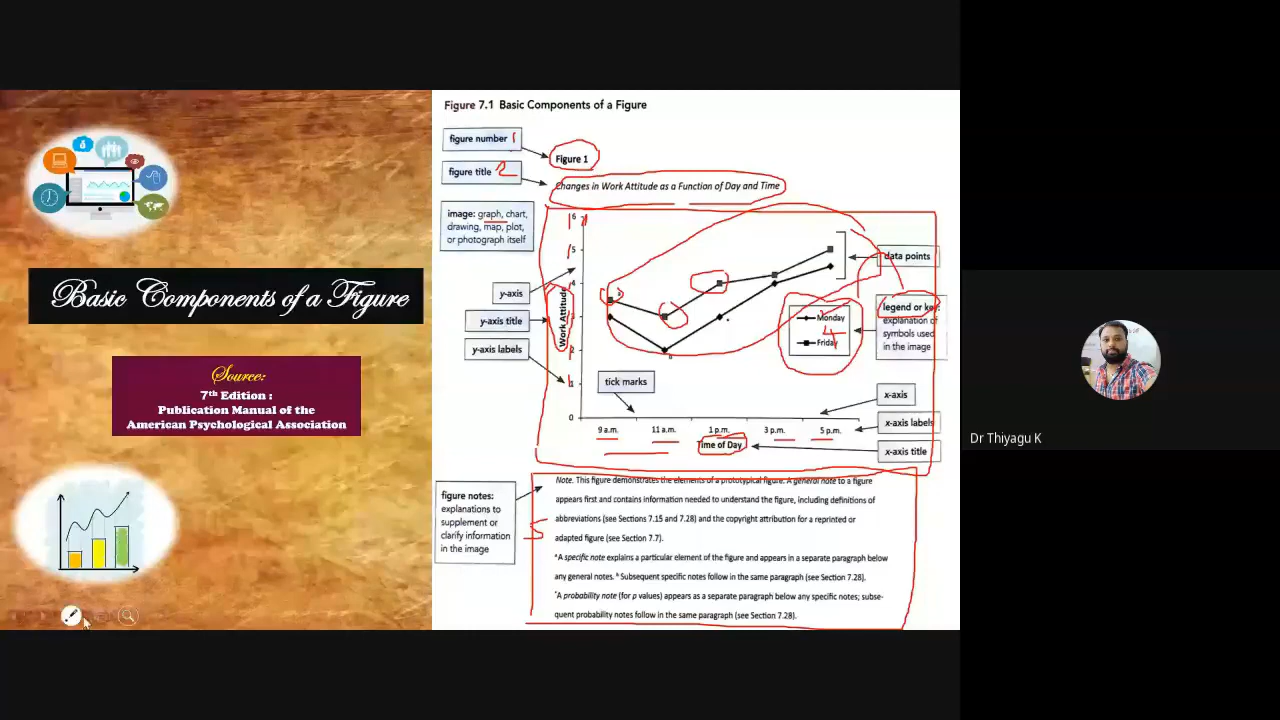 Basic Components of a Figure
Source:
7th Edition :
Publication Manual of the
American Psychological Association
Figure 7.1 Basic Components of a Figure
figure number 1
Figure 1
figure title 2
Changes in Work Attitude as a Function of Day and Time
image: graph, chart,
drawing, map, plot,
or photograph itself
y-axis
y-axis title
y-axis labels
Work Attitude
6
5
4
3
2
1
0
tick marks
9 a.m.
11 a.m.
1 p.m.
3 p.m.
5 p.m.
Time of Day
Monday
4
Friday
data points
legend or key:
explanation of
symbols used
in the image
x-axis
x-axis labels
x-axis title
figure notes:
explanations to
supplement or
clarify information
in the image
5
Note. This figure demonstrates the elements of a prototypical figure. A general note to a figure
appears first and contains information needed to understand the figure, including definitions of
abbreviations (see Sections 7.15 and 7.28) and the copyright attribution for a reprinted or
adapted figure (see Section 7.7).
ᵃA specific note explains a particular element of the figure and appears in a separate paragraph below
any general notes. ᵇ Subsequent specific notes follow in the same paragraph (see Section 7.28).
*A probability note (for p values) appears as a separate paragraph below any specific notes; subse-
quent probability notes follow in the same paragraph (see Section 7.28).
Dr Thiyagu K